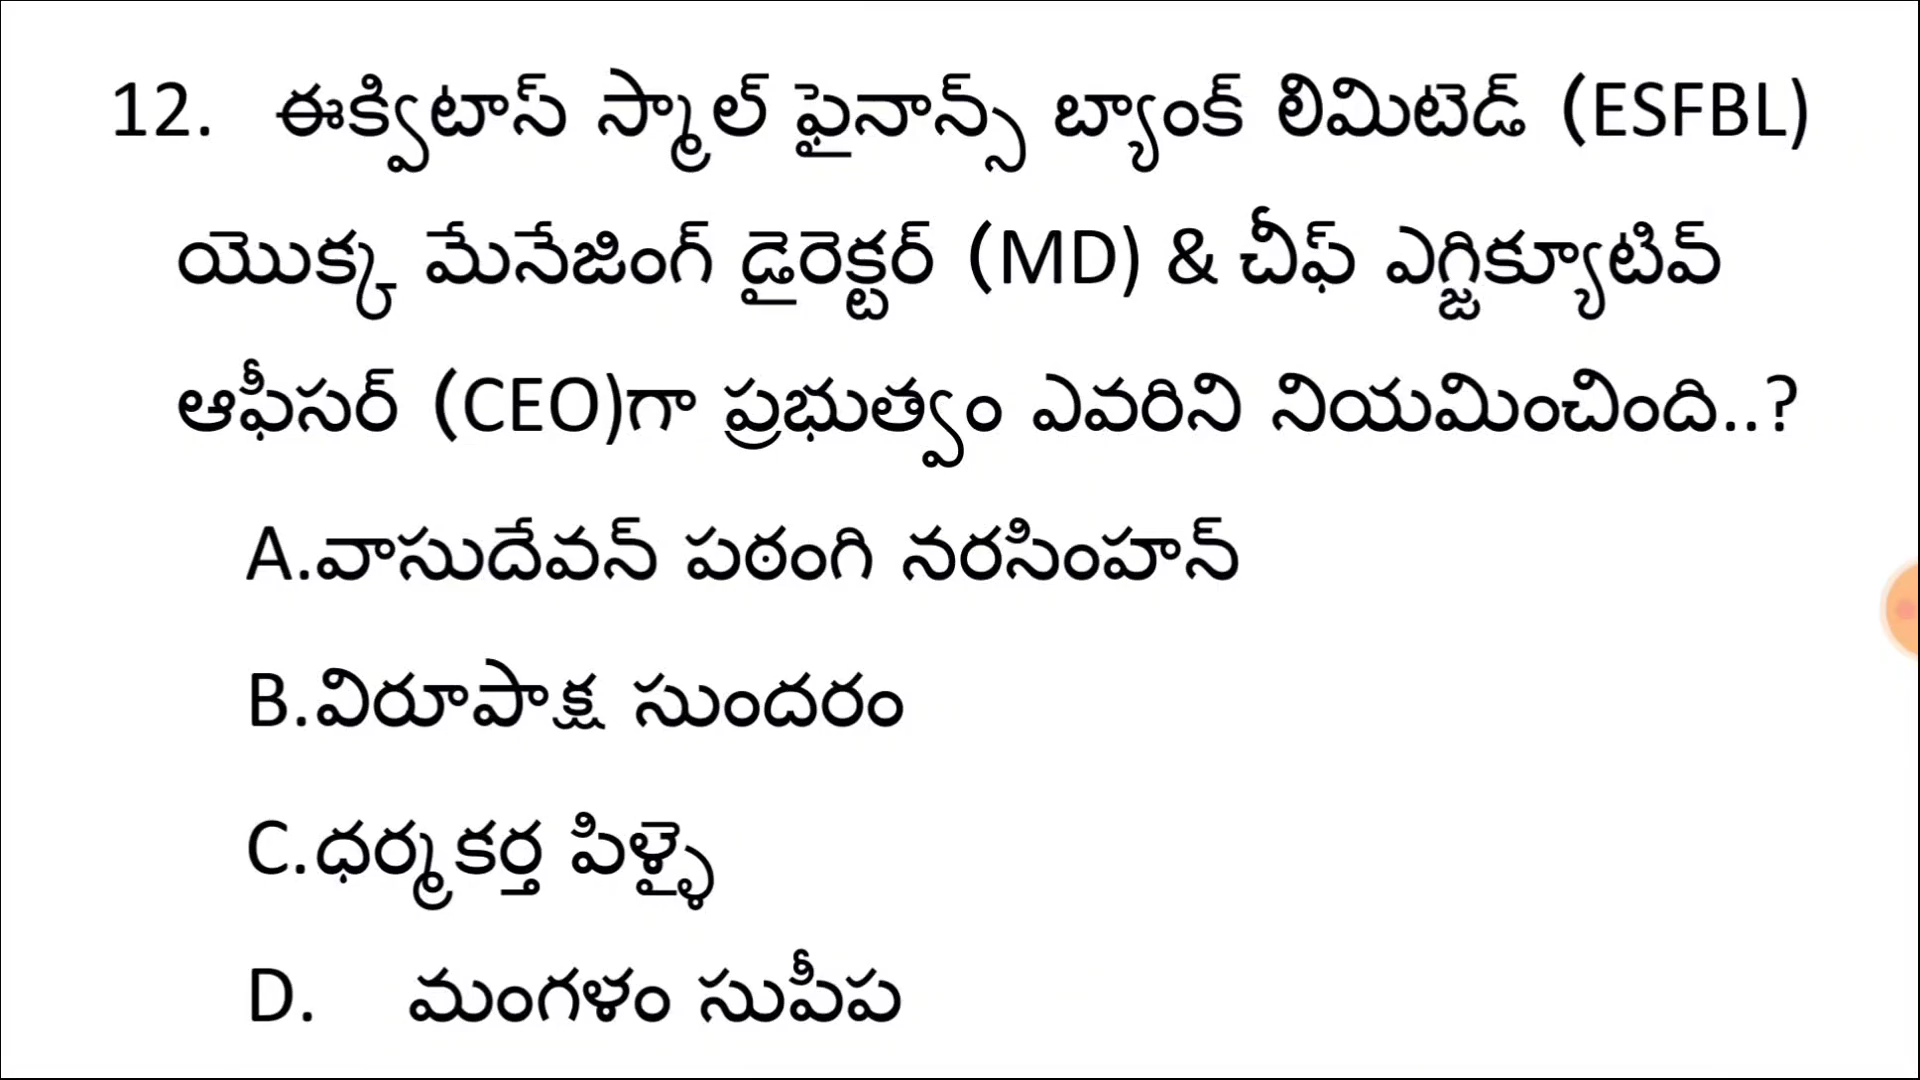 12. ఈక్విటాస్ స్మాల్ ఫైనాన్స్ బ్యాంక్ లిమిటెడ్ (ESFBL)
యొక్క మేనేజింగ్ డైరెక్టర్ (MD) & చీఫ్ ఎగ్జిక్యూటివ్
ఆఫీసర్ (CEO)గా ప్రభుత్వం ఎవరిని నియమించింది..?
A.వాసుదేవన్ పఠంగి నరసింహన్
B.విరూపాక్ష సుందరం
C.ధర్మకర్త పిళ్ళై
D. మంగళం సుపీప